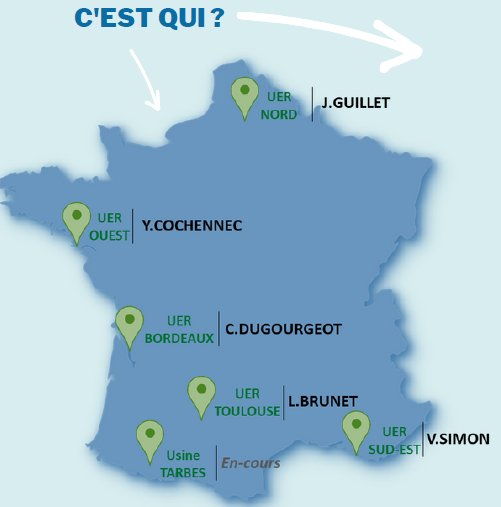 C'EST QUI ?
UER
NORD
J.GUILLET
UER
OUEST
Y.COCHENNEC
UER
BORDEAUX
C.DUGOURGEOT
UER
TOULOUSE
L.BRUNET
UER
SUD-EST
V.SIMON
Usine
TARBES
En-cours